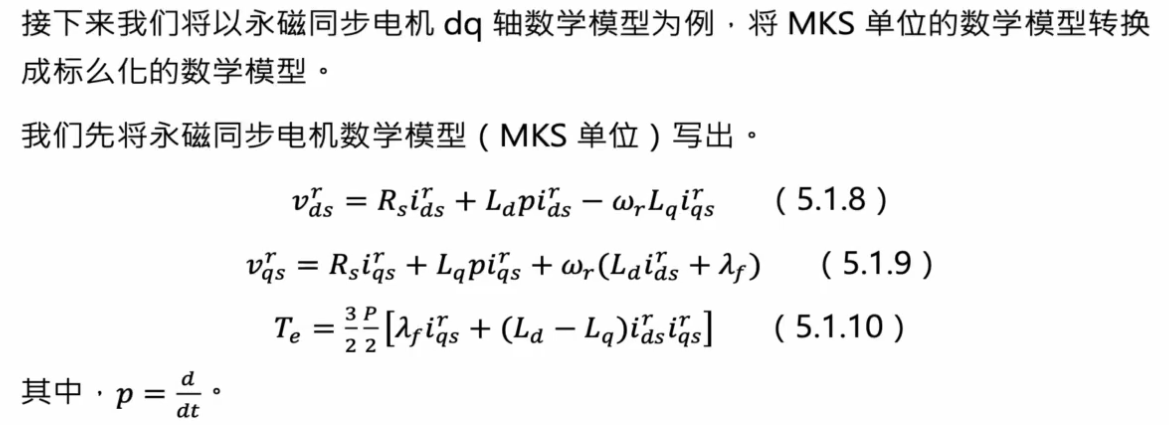 接下来我们将以永磁同步电机 dq 轴数学模型为例，将 MKS 单位的数学模型转换
成标么化的数学模型。
我们先将永磁同步电机数学模型（MKS 单位）写出。
$v_{ds}^{r} = R_s i_{ds}^{r} + L_d p i_{ds}^{r} - \omega_r L_q i_{qs}^{r}$ （5.1.8）
$v_{qs}^{r} = R_s i_{qs}^{r} + L_q p i_{qs}^{r} + \omega_r (L_d i_{ds}^{r} + \lambda_f)$ （5.1.9）
$T_e = \frac{3}{2} \frac{P}{2} [\lambda_f i_{qs}^{r} + (L_d - L_q) i_{ds}^{r} i_{qs}^{r}]$ （5.1.10）
其中，$p = \frac{d}{dt}$。